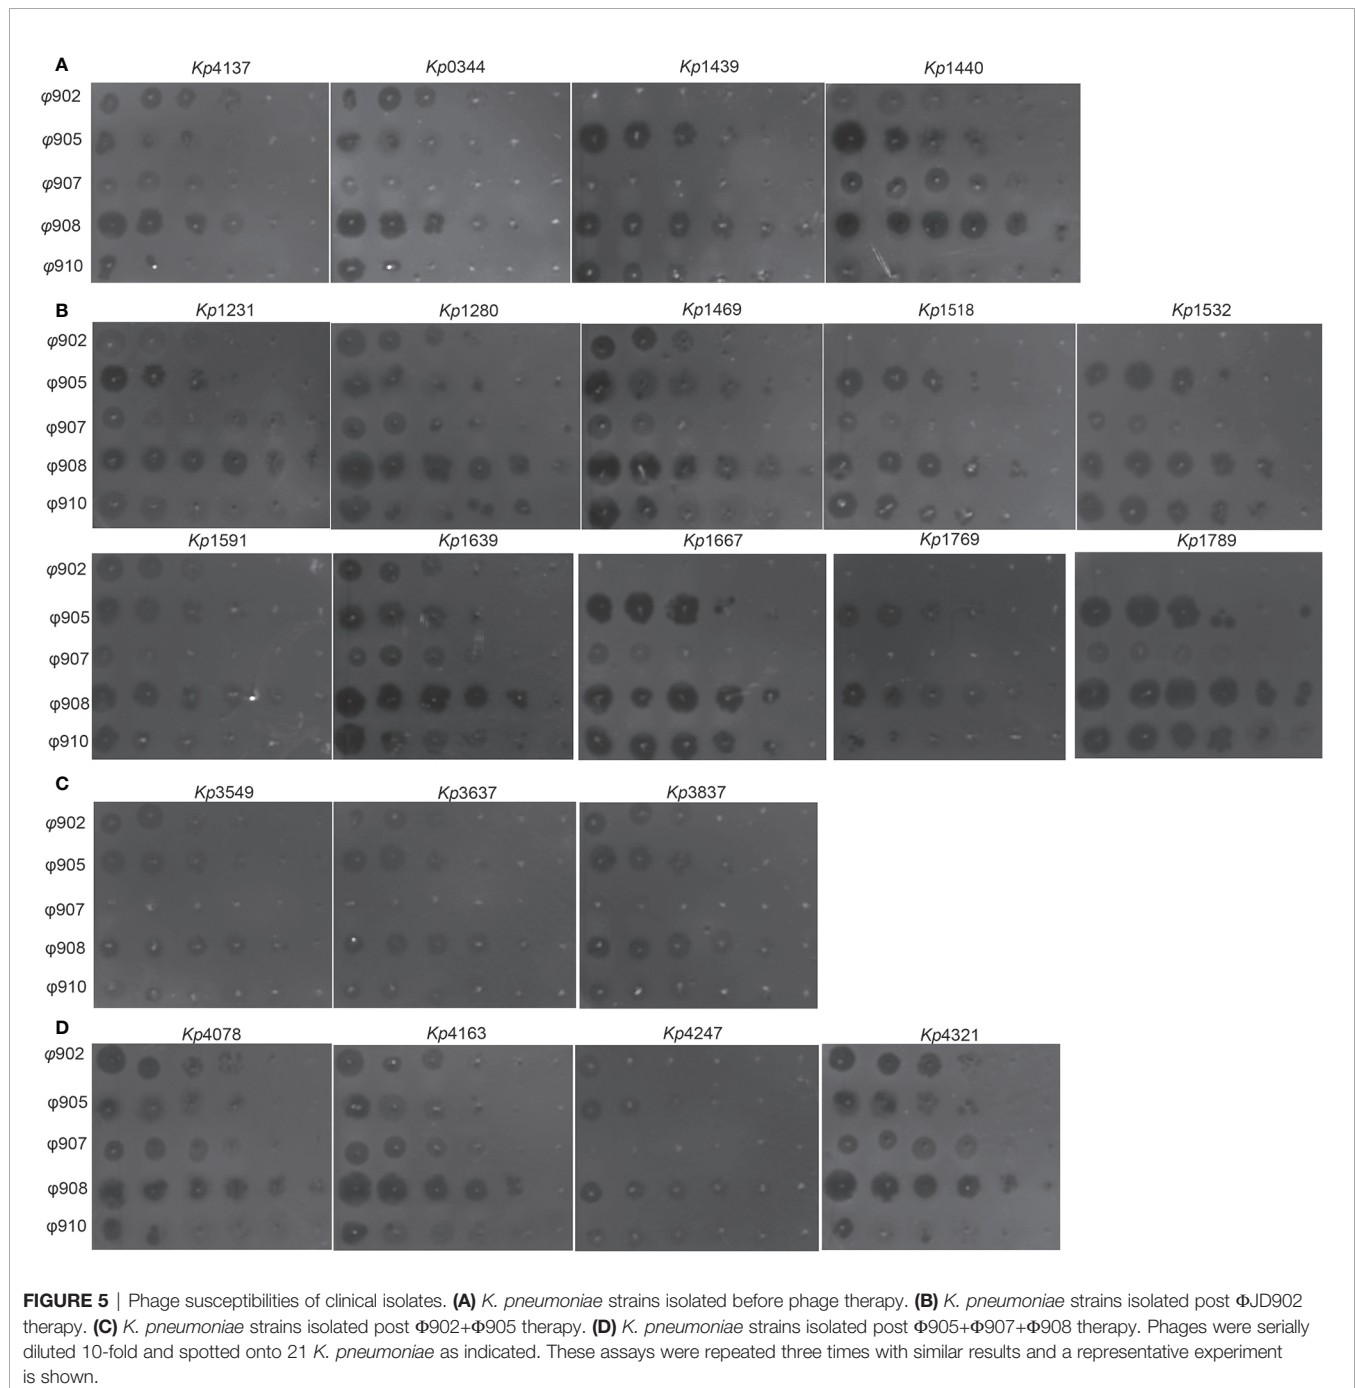 A
Kp4137 Kp0344 Kp1439 Kp1440
φ902
φ905
φ907
φ908
φ910
B
Kp1231 Kp1280 Kp1469 Kp1518 Kp1532
φ902
φ905
φ907
φ908
φ910
Kp1591 Kp1639 Kp1667 Kp1769 Kp1789
φ902
φ905
φ907
φ908
φ910
C
Kp3549 Kp3637 Kp3837
φ902
φ905
φ907
φ908
φ910
D
Kp4078 Kp4163 Kp4247 Kp4321
φ902
φ905
φ907
φ908
φ910
FIGURE 5 | Phage susceptibilities of clinical isolates. (A) K. pneumoniae strains isolated before phage therapy. (B) K. pneumoniae strains isolated post ΦJD902
therapy. (C) K. pneumoniae strains isolated post Φ902+Φ905 therapy. (D) K. pneumoniae strains isolated post Φ905+Φ907+Φ908 therapy. Phages were serially
diluted 10-fold and spotted onto 21 K. pneumoniae as indicated. These assays were repeated three times with similar results and a representative experiment
is shown.